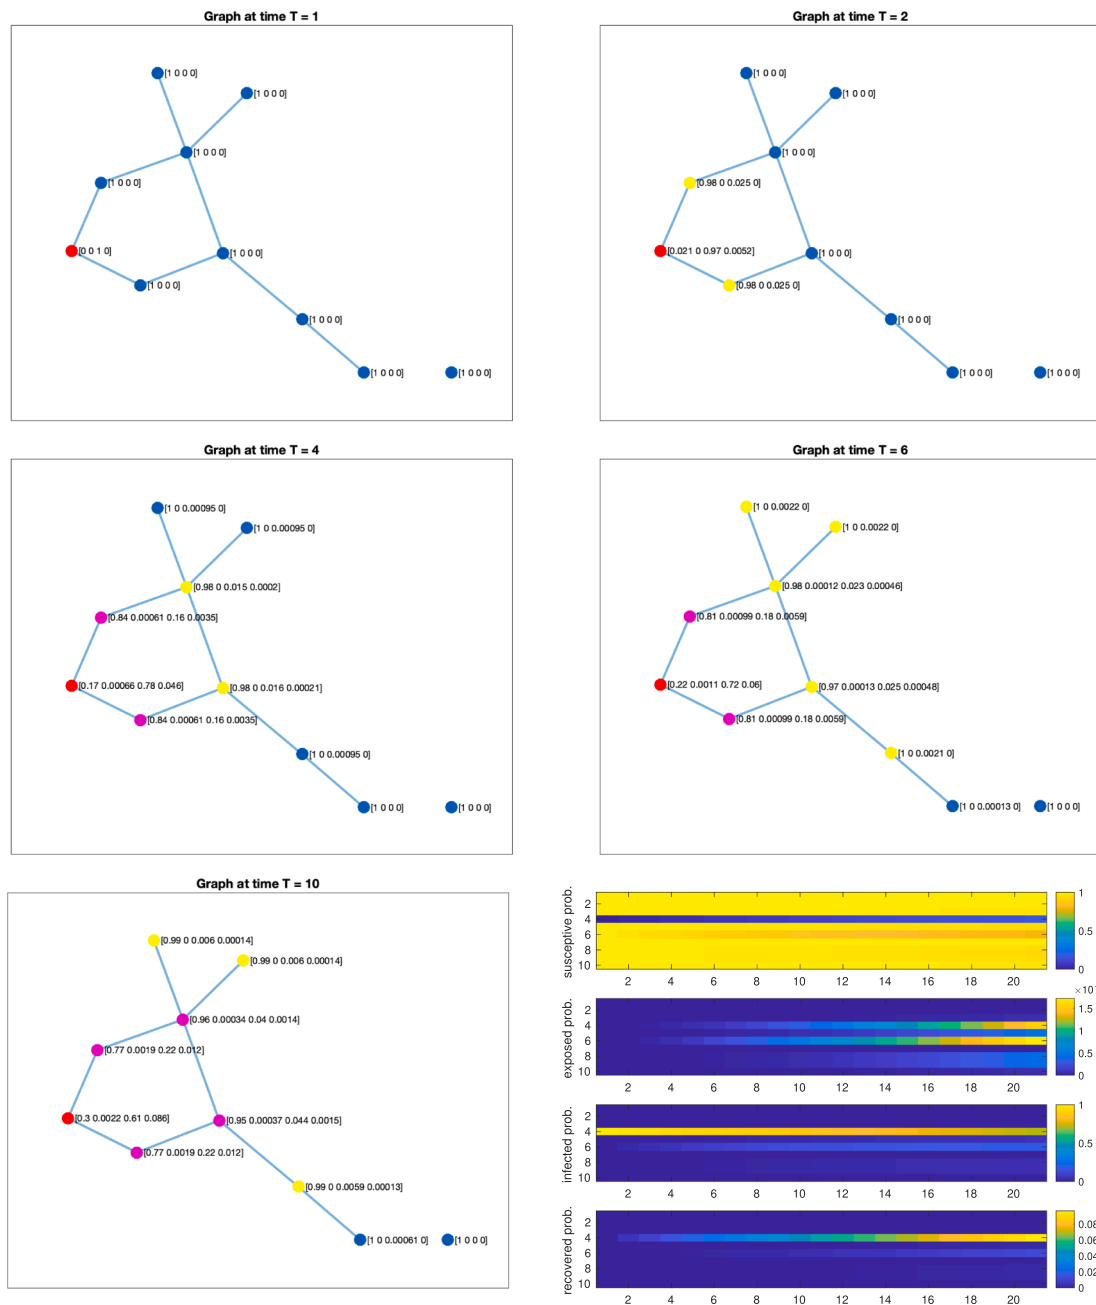 Graph at time T = 1
[1 0 0 0]
[1 0 0 0]
[1 0 0 0]
[1 0 0 0]
[0 0 1 0]
[1 0 0 0]
[1 0 0 0]
[1 0 0 0]
[1 0 0 0]
[1 0 0 0]
Graph at time T = 2
[1 0 0 0]
[1 0 0 0]
[1 0 0 0]
[0.98 0 0.025 0]
[0.021 0 0.97 0.0052]
[1 0 0 0]
[0.98 0 0.025 0]
[1 0 0 0]
[1 0 0 0]
[1 0 0 0]
Graph at time T = 4
[1 0 0.00095 0]
[1 0 0.00095 0]
[0.98 0 0.015 0.0002]
[0.84 0.00061 0.16 0.0035]
[0.17 0.00066 0.78 0.046]
[0.98 0 0.016 0.00021]
[0.84 0.00061 0.16 0.0035]
[1 0 0.00095 0]
[1 0 0 0]
[1 0 0 0]
Graph at time T = 6
[1 0 0.0022 0]
[1 0 0.0022 0]
[0.98 0.00012 0.023 0.00046]
[0.81 0.00099 0.18 0.0059]
[0.22 0.0011 0.72 0.06]
[0.97 0.00013 0.025 0.00048]
[0.81 0.00099 0.18 0.0059]
[1 0 0.0021 0]
[1 0 0.00013 0]
[1 0 0 0]
Graph at time T = 10
[0.99 0 0.006 0.00014]
[0.99 0 0.006 0.00014]
[0.96 0.00034 0.04 0.0014]
[0.77 0.0019 0.22 0.012]
[0.3 0.0022 0.61 0.086]
[0.95 0.00037 0.044 0.0015]
[0.77 0.0019 0.22 0.012]
[0.99 0 0.0059 0.00013]
[1 0 0.00061 0]
[1 0 0 0]
susceptive prob.
2
4
6
8
10
2 4 6 8 10 12 14 16 18 20
1
0.5
0
exposed prob.
2
4
6
8
10
2 4 6 8 10 12 14 16 18 20
×10
1.5
1
0.5
0
infected prob.
2
4
6
8
10
2 4 6 8 10 12 14 16 18 20
1
0.5
0
recovered prob.
2
4
6
8
10
2 4 6 8 10 12 14 16 18 20
0.08
0.06
0.04
0.02
0